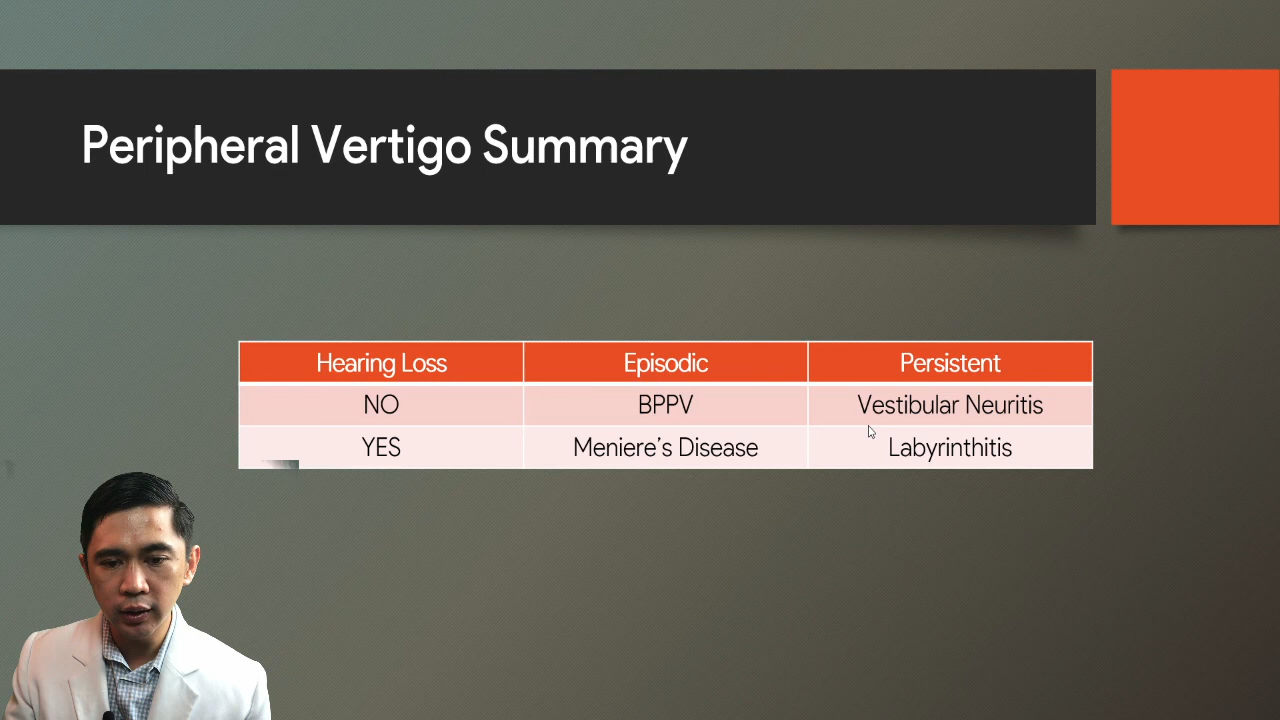 Peripheral Vertigo Summary
Hearing Loss Episodic Persistent
NO BPPV Vestibular Neuritis
YES Meniere's Disease Labyrinthitis